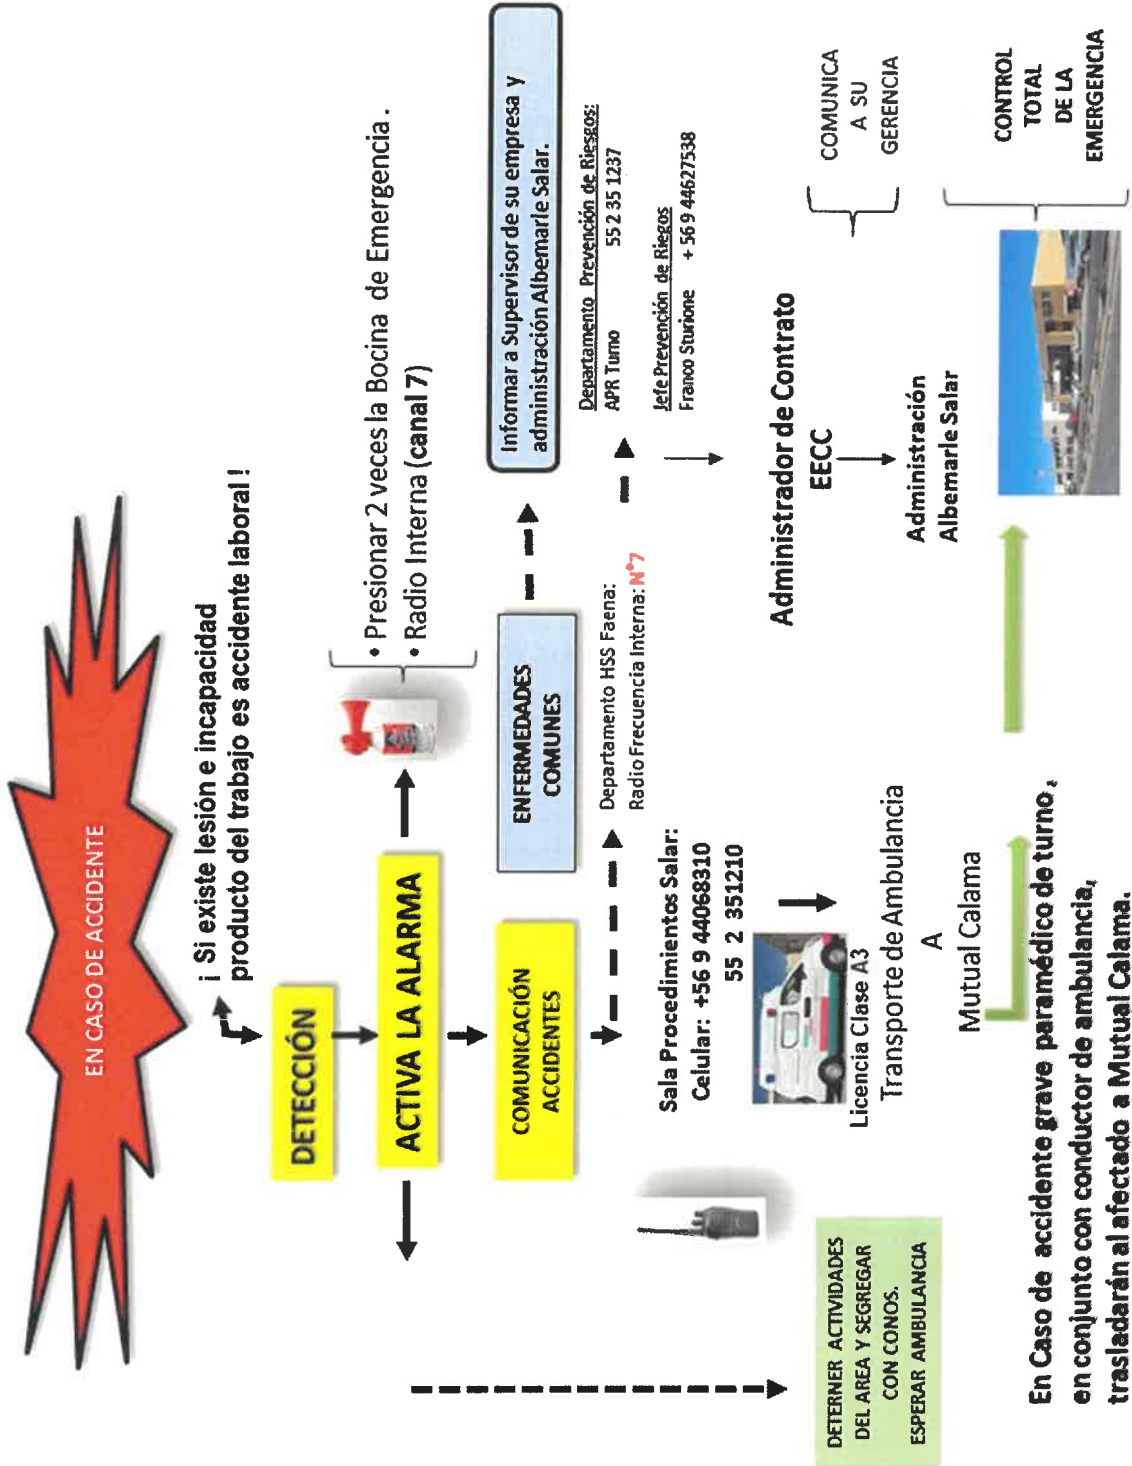 EN CASO DE ACCIDENTE
¡ Si existe lesión e incapacidad
producto del trabajo es accidente laboral !
DETECCIÓN
ACTIVA LA ALARMA
• Presionar 2 veces la Bocina de Emergencia .
• Radio Interna (canal 7)
COMUNICACIÓN
ACCIDENTES
ENFERMEDADES
COMUNES
Informar a Supervisor de su empresa y
administración Albemarle Salar.
Departamento Prevención de Riesgos:
APR Turno 55 2 35 1237
Jefe Prevención de Riegos
Franco Sturione + 56 9 44627538
Departamento HSS Faena:
Radio Frecuencia Interna: N°7
Sala Procedimientos Salar:
Celular: +56 9 44068310
55 2 351210
Licencia Clase A3
Transporte de Ambulancia
A
Mutual Calama
Administrador de Contrato
EECC
Administración
Albemarle Salar
COMUNICA
A SU
GERENCIA
CONTROL
TOTAL
DE LA
EMERGENCIA
DETERNER ACTIVIDADES
DEL AREA Y SEGREGAR
CON CONOS.
ESPERAR AMBULANCIA
En Caso de accidente grave paramédico de turno,
en conjunto con conductor de ambulancia,
trasladarán al afectado a Mutual Calama.